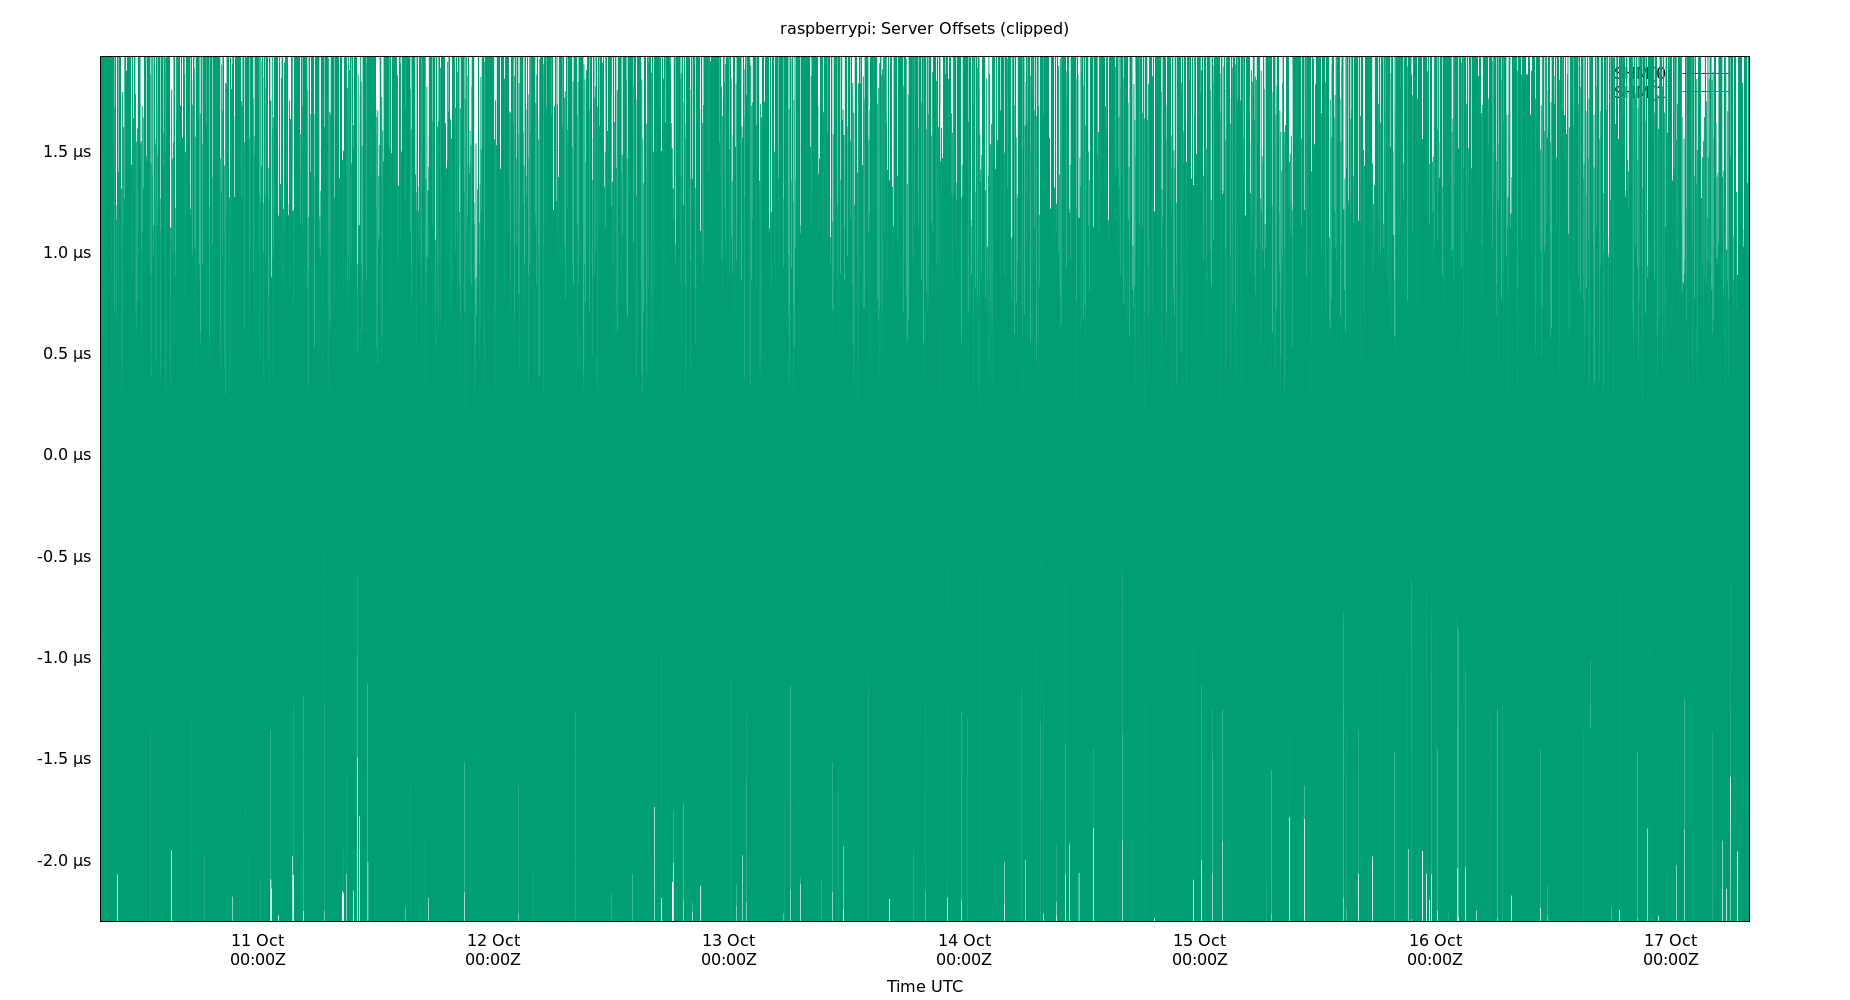 raspberrypi: Server Offsets (clipped)
SHM(0)
1.5 µs
1.0 µs
0.5 µs
0.0 µs
-0.5 µs
-1.0 µs
-1.5 µs
-2.0 µs
11 Oct 12 Oct 13 Oct 14 Oct 15 Oct 16 Oct 17 Oct
00:00Z 00:00Z 00:00Z 00:00Z 00:00Z 00:00Z 00:00Z
Time UTC